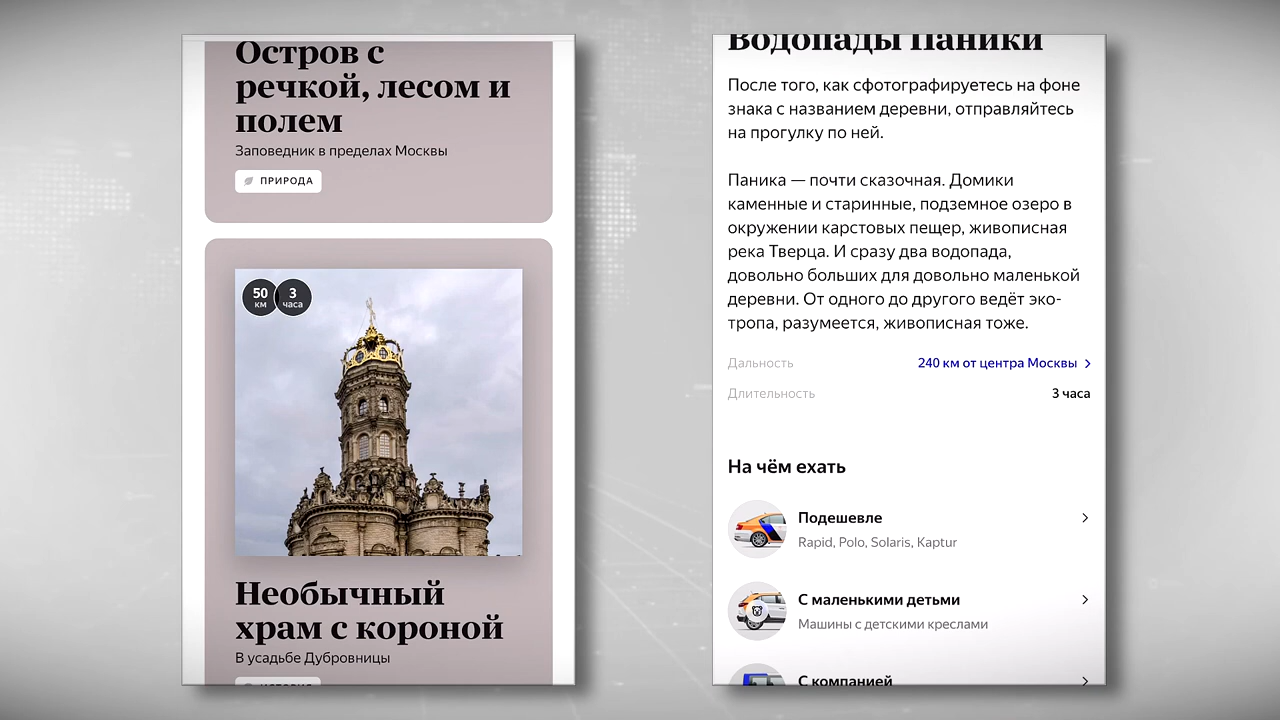 Остров с
речкой, лесом и
полем
Заповедник в пределах Москвы
ПРИРОДА
50 км
3 часа
Необычный
храм с короной
В усадьбе Дубровницы
Водопады Паники
После того, как сфотографируетесь на фоне
знака с названием деревни, отправляйтесь
на прогулку по ней.
Паника — почти сказочная. Домики
каменные и старинные, подземное озеро в
окружении карстовых пещер, живописная
река Тверца. И сразу два водопада,
довольно больших для довольно маленькой
деревни. От одного до другого ведёт эко-
тропа, разумеется, живописная тоже.
Дальность 240 км от центра Москвы
Длительность 3 часа
На чём ехать
Подешевле
Rapid, Polo, Solaris, Kaptur
С маленькими детьми
Машины с детскими креслами
С компанией